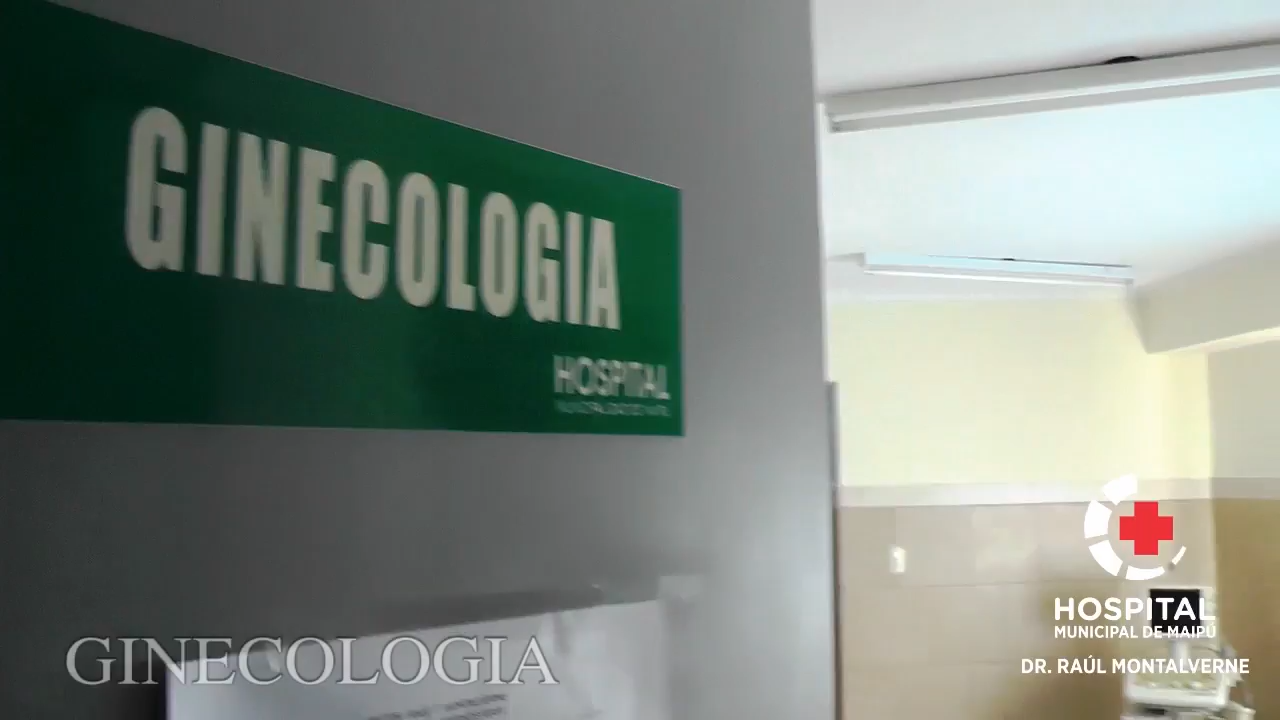 GINECOLOGIA
HOSPITAL
GINECOLOGIA
HOSPITAL
MUNICIPAL DE MAIPÚ
DR. RAÚL MONTALVERNE